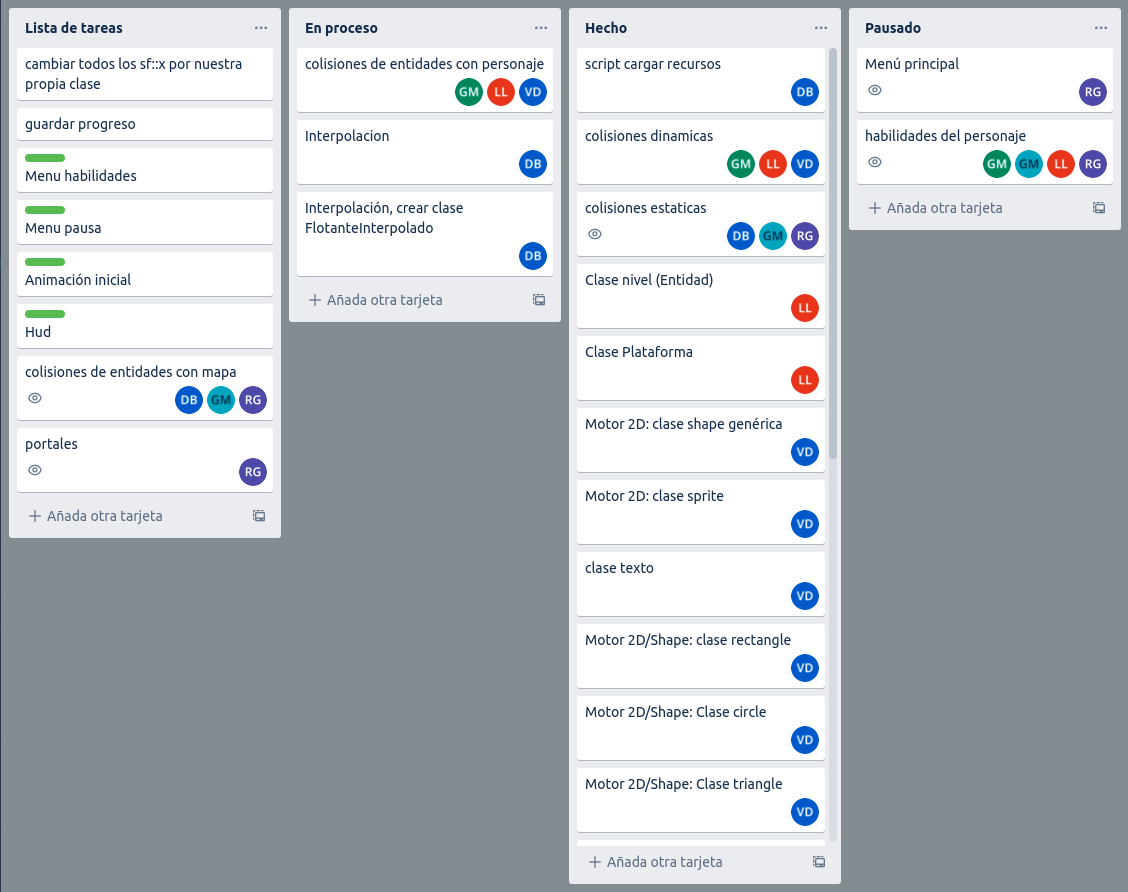 Lista de tareas
cambiar todos los sf::x por nuestra
propia clase
guardar progreso
Menu habilidades
Menu pausa
Animación inicial
Hud
colisiones de entidades con mapa
DB GM RG
portales
RG
+ Añada otra tarjeta
En proceso
colisiones de entidades con personaje
GM LL VD
Interpolacion
DB
Interpolación, crear clase
FlotanteInterpolado
DB
+ Añada otra tarjeta
Hecho
script cargar recursos
DB
colisiones dinamicas
GM LL VD
colisiones estaticas
DB GM RG
Clase nivel (Entidad)
LL
Clase Plataforma
LL
Motor 2D: clase shape genérica
VD
Motor 2D: clase sprite
VD
clase texto
VD
Motor 2D/Shape: clase rectangle
VD
Motor 2D/Shape: Clase circle
VD
Motor 2D/Shape: Clase triangle
VD
+ Añada otra tarjeta
Pausado
Menú principal
RG
habilidades del personaje
GM GM LL RG
+ Añada otra tarjeta